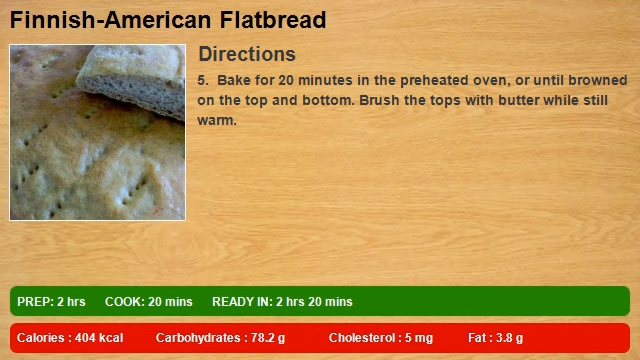 Finnish-American Flatbread
Directions
5.  Bake for 20 minutes in the preheated oven, or until browned
on the top and bottom. Brush the tops with butter while still
warm.
PREP: 2 hrs COOK: 20 mins READY IN: 2 hrs 20 mins
Calories : 404 kcal Carbohydrates : 78.2 g Cholesterol : 5 mg Fat : 3.8 g